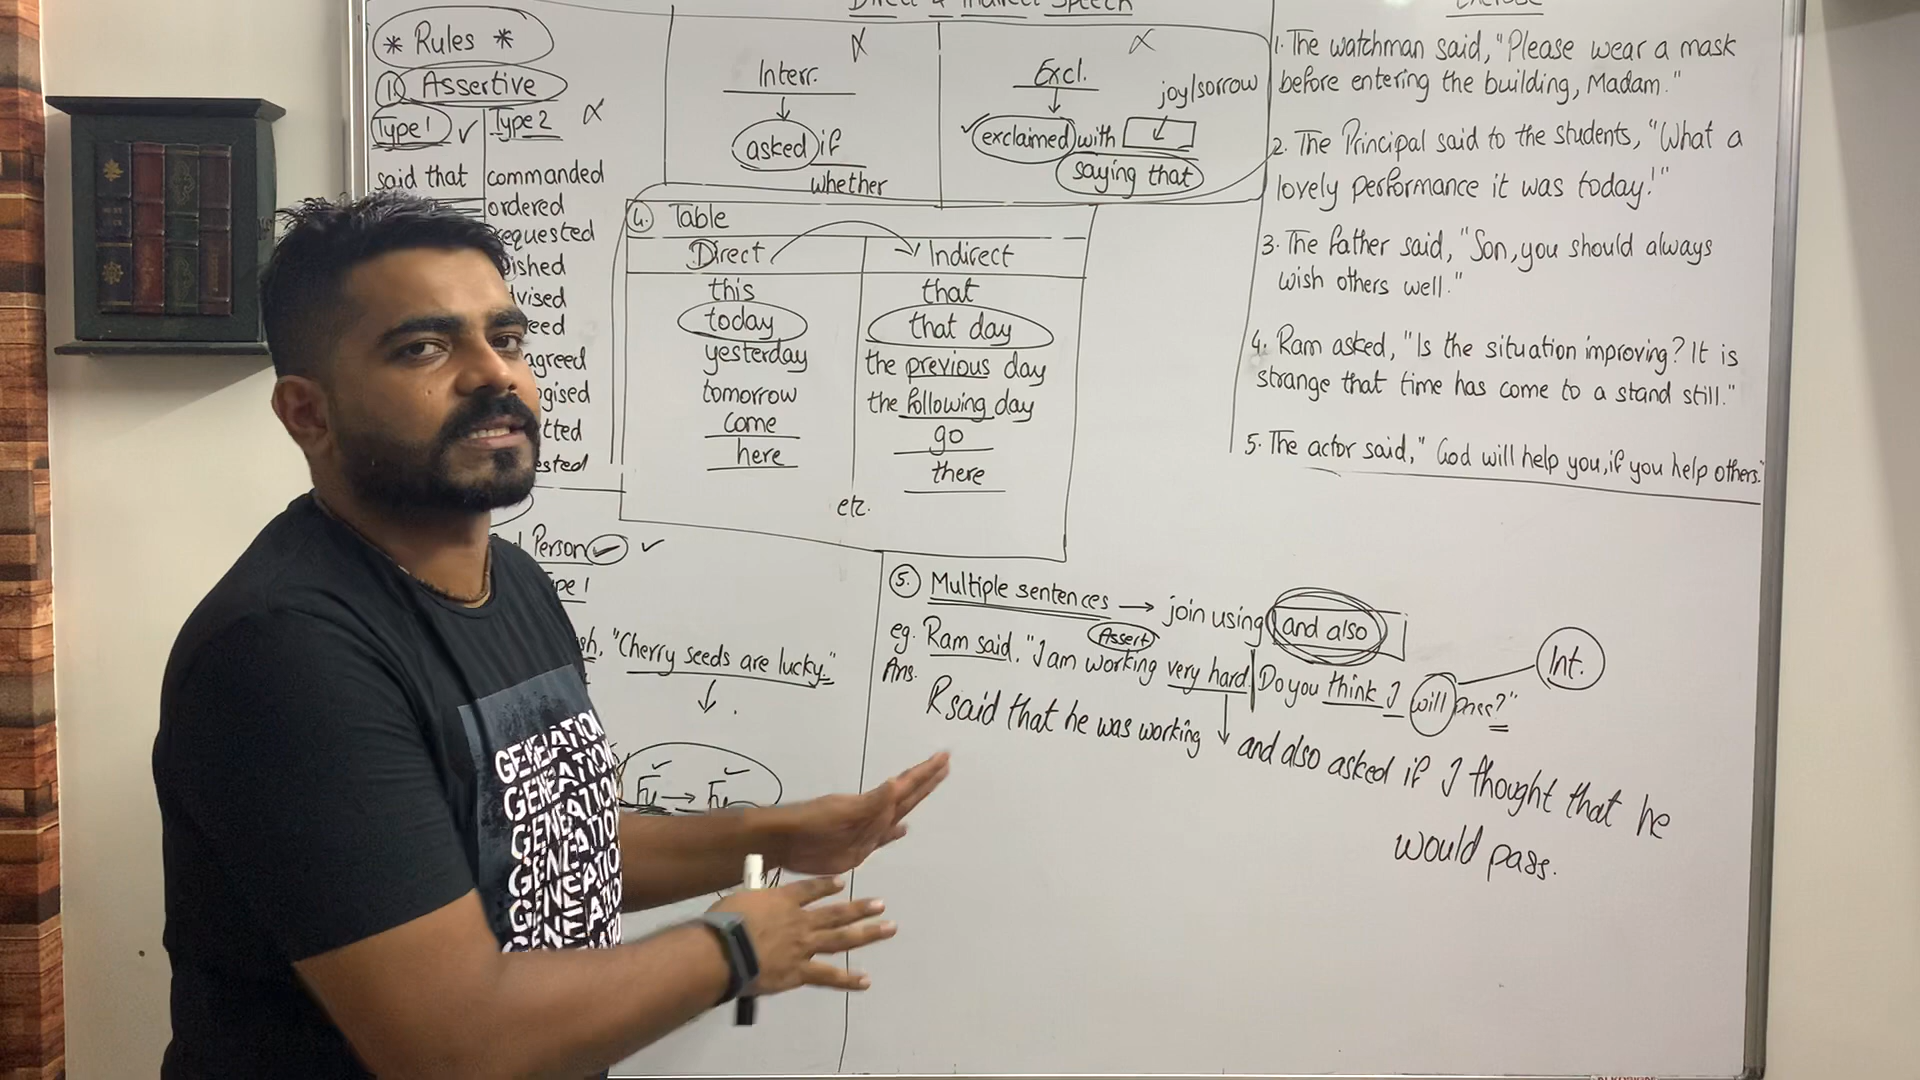 Direct & Indirect Speech
* Rules *
① Assertive
Type 1 ✓ Type 2
said that
commanded
ordered
requested
agreed
Interr.
↓
asked if
whether
Excl.
↓
joy/sorrow
✓ exclaimed with
saying that
4. Table
Direct → Indirect
this that
today that day
yesterday the previous day
tomorrow the following day
come go
here there
etc.
Exercise
1. The watchman said, "Please wear a mask
before entering the building, Madam."
2. The Principal said to the students, "What a
lovely performance it was today!"
3. The father said, "Son, you should always
wish others well."
4. Ram asked, "Is the situation improving? It is
strange that time has come to a stand still."
5. The actor said, "God will help you, if you help others."
Person ✓ ✓
"Cherry seeds are lucky."
↓
5. Multiple sentences → join using and also
Assert
Int.
eg. Ram said, "I am working very hard. Do you think I will pass?"
Ans. R said that he was working ↓ and also asked if I thought that he
would pass.
GENERATION
GENERATION
GENERATION
GENERATION
GENERATION
GENERATION